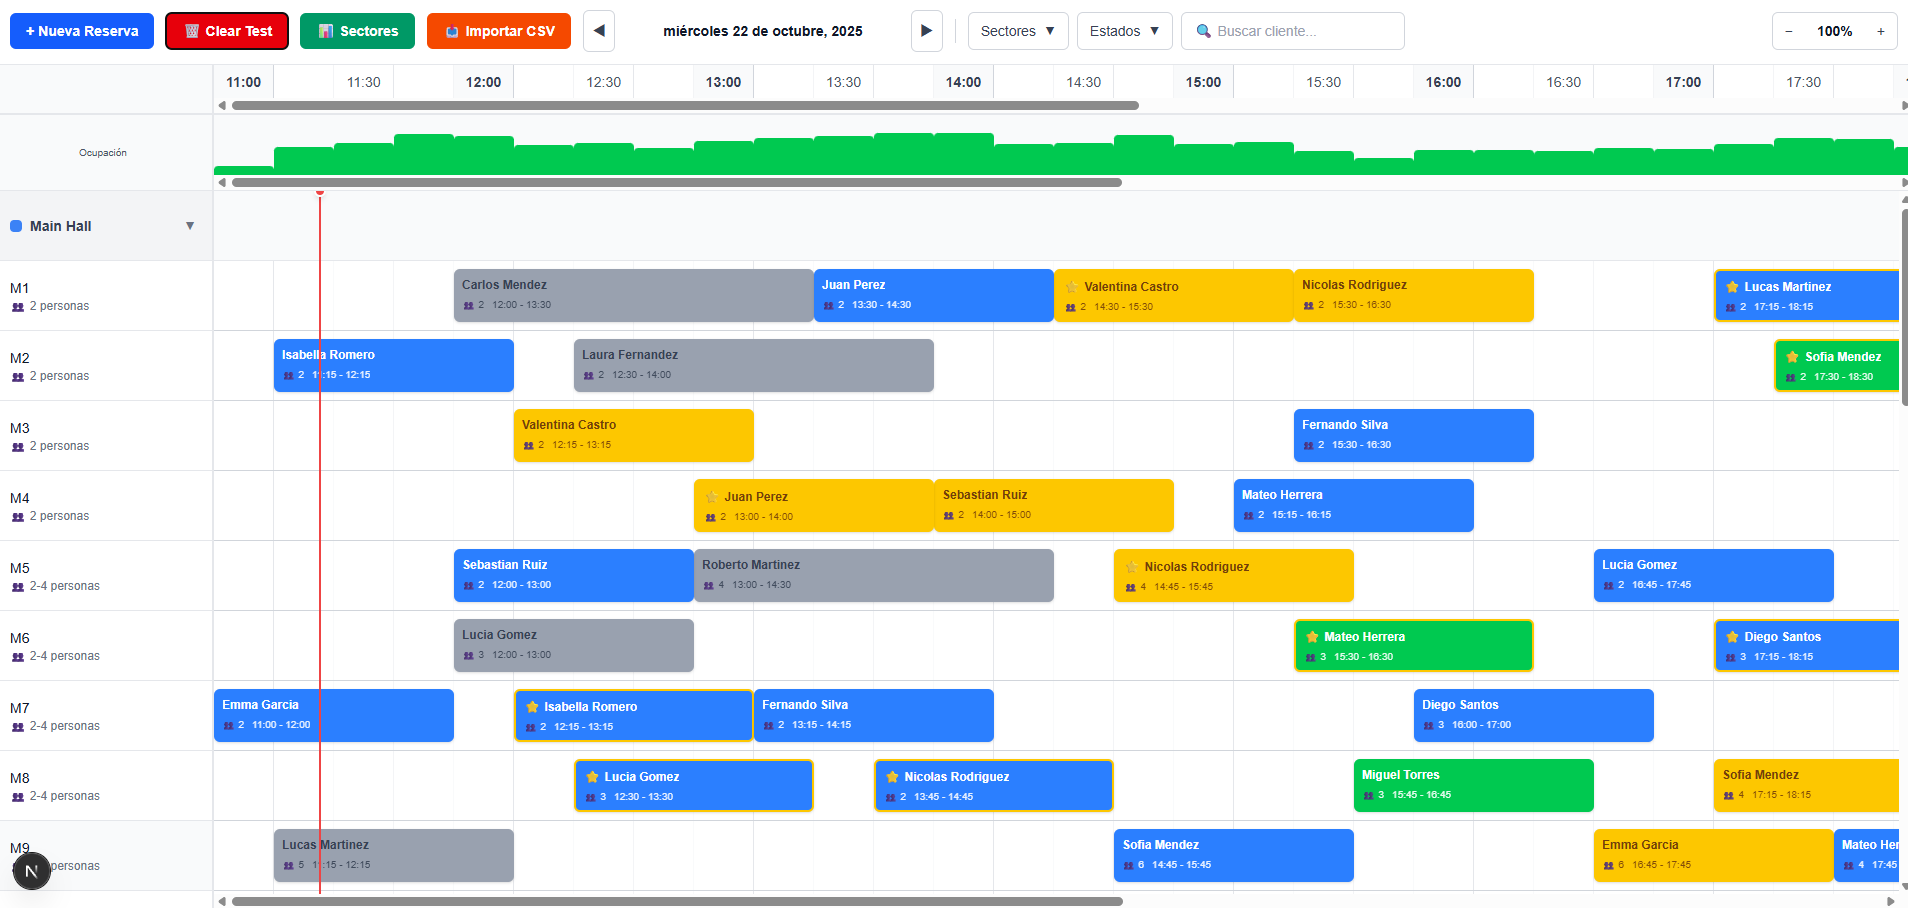 + Nueva Reserva
Clear Test
Sectores
Importar CSV
miércoles 22 de octubre, 2025
Sectores
Estados
Buscar cliente...
− 100% +
11:00 11:30 12:00 12:30 13:00 13:30 14:00 14:30 15:00 15:30 16:00 16:30 17:00 17:30
Ocupación
Main Hall
M1
2 personas
Carlos Mendez
2 12:00 - 13:30
Juan Perez
2 13:30 - 14:30
Valentina Castro
2 14:30 - 15:30
Nicolas Rodriguez
2 15:30 - 16:30
Lucas Martinez
2 17:15 - 18:15
M2
2 personas
Isabella Romero
2 11:15 - 12:15
Laura Fernandez
2 12:30 - 14:00
Sofia Mendez
2 17:30 - 18:30
M3
2 personas
Valentina Castro
2 12:15 - 13:15
Fernando Silva
2 15:30 - 16:30
M4
2 personas
Juan Perez
2 13:00 - 14:00
Sebastian Ruiz
2 14:00 - 15:00
Mateo Herrera
2 15:15 - 16:15
M5
2-4 personas
Sebastian Ruiz
2 12:00 - 13:00
Roberto Martinez
4 13:00 - 14:30
Nicolas Rodriguez
4 14:45 - 15:45
Lucia Gomez
2 16:45 - 17:45
M6
2-4 personas
Lucia Gomez
3 12:00 - 13:00
Mateo Herrera
3 15:30 - 16:30
Diego Santos
3 17:15 - 18:15
M7
2-4 personas
Emma Garcia
2 11:00 - 12:00
Isabella Romero
2 12:15 - 13:15
Fernando Silva
2 13:15 - 14:15
Diego Santos
3 16:00 - 17:00
M8
2-4 personas
Lucia Gomez
3 12:30 - 13:30
Nicolas Rodriguez
2 13:45 - 14:45
Miguel Torres
3 15:45 - 16:45
Sofia Mendez
4 17:15 - 18:15
M9
personas
N
Lucas Martinez
5 11:15 - 12:15
Sofia Mendez
6 14:45 - 15:45
Emma Garcia
6 16:45 - 17:45
Mateo Her
4 17:45